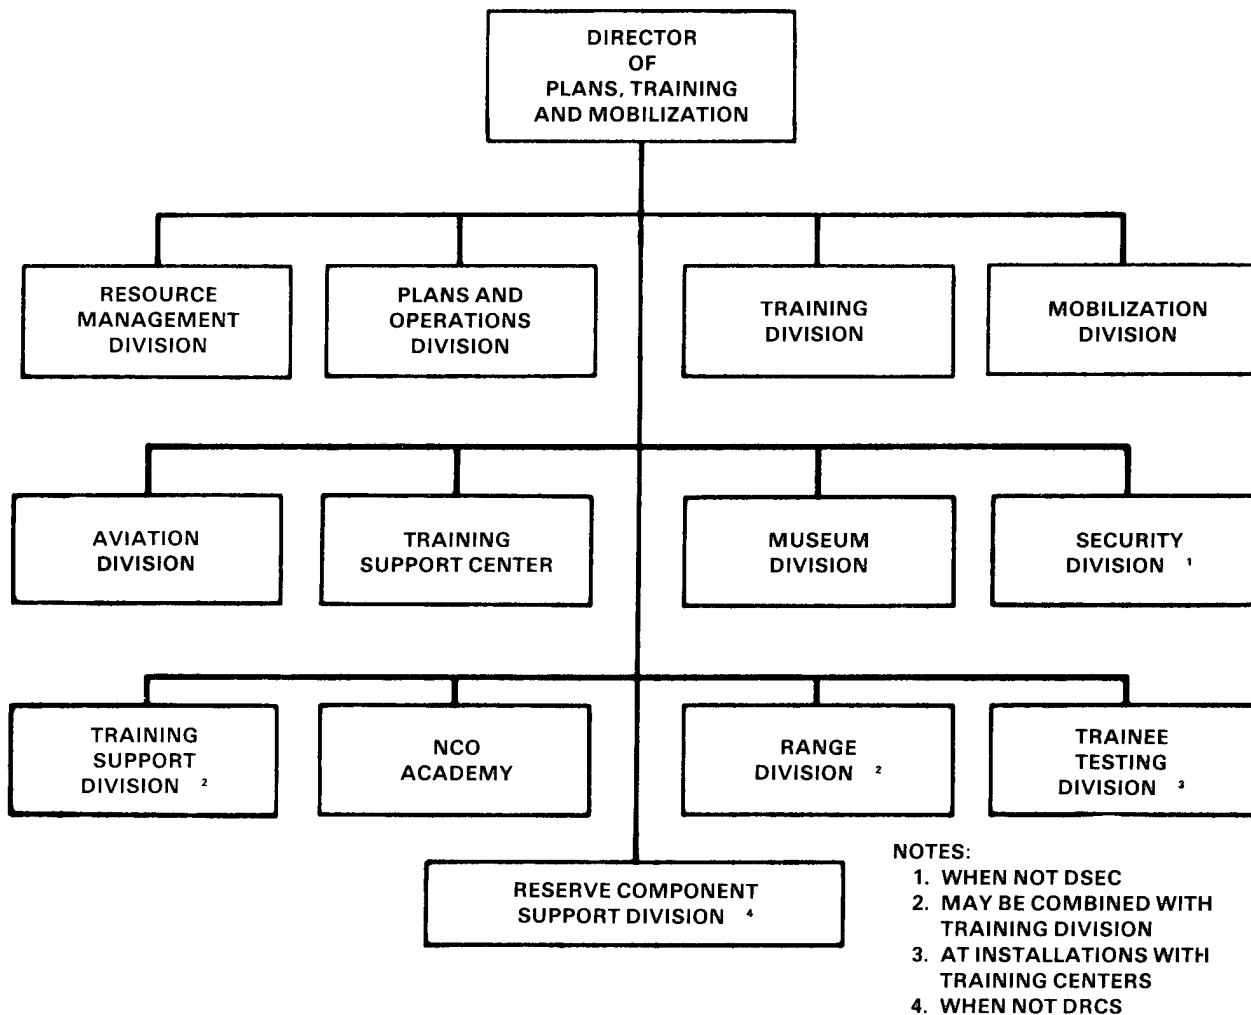 DIRECTOR
OF
PLANS, TRAINING
AND MOBILIZATION
RESOURCE
MANAGEMENT
DIVISION
PLANS AND
OPERATIONS
DIVISION
TRAINING
DIVISION
MOBILIZATION
DIVISION
AVIATION
DIVISION
TRAINING
SUPPORT CENTER
MUSEUM
DIVISION
SECURITY
DIVISION 1
TRAINING
SUPPORT
DIVISION 2
NCO
ACADEMY
RANGE
DIVISION 2
TRAINEE
TESTING
DIVISION 3
RESERVE COMPONENT
SUPPORT DIVISION 4
NOTES:
1. WHEN NOT DSEC
2. MAY BE COMBINED WITH
TRAINING DIVISION
3. AT INSTALLATIONS WITH
TRAINING CENTERS
4. WHEN NOT DRCS